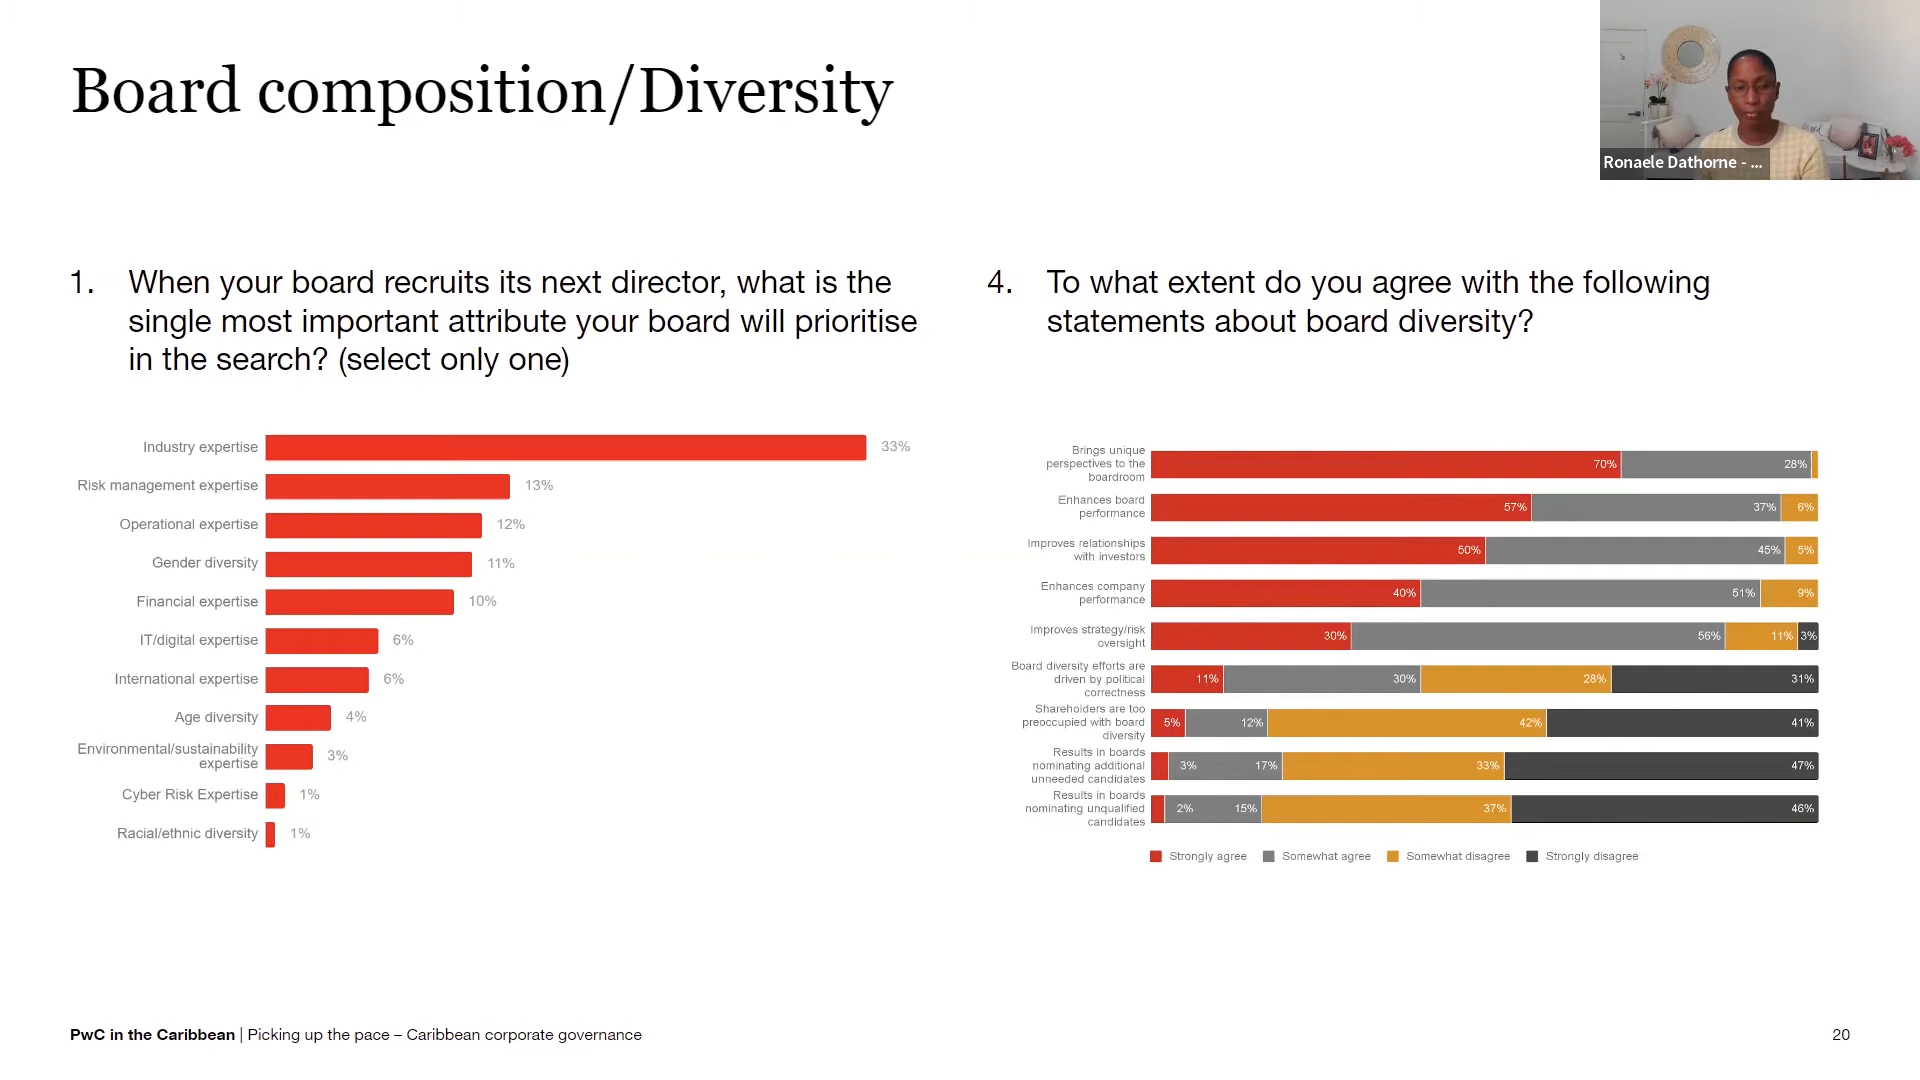 Board composition/Diversity
Ronaele Dathorne - ...
1. When your board recruits its next director, what is the
single most important attribute your board will prioritise
in the search? (select only one)
Industry expertise 33%
Risk management expertise 13%
Operational expertise 12%
Gender diversity 11%
Financial expertise 10%
IT/digital expertise 6%
International expertise 6%
Age diversity 4%
Environmental/sustainability
expertise 3%
Cyber Risk Expertise 1%
Racial/ethnic diversity 1%
4. To what extent do you agree with the following
statements about board diversity?
Brings unique
perspectives to the 70% 28%
boardroom
Enhances board
performance 57% 37% 6%
Improves relationships
with investors 50% 45% 5%
Enhances company
performance 40% 51% 9%
Improves strategy/risk
oversight 30% 56% 11% 3%
Board diversity efforts are
driven by political 11% 30% 28% 31%
correctness
Shareholders are too
preoccupied with board 5% 12% 42% 41%
diversity
Results in boards
nominating additional 3% 17% 33% 47%
unneeded candidates
Results in boards
nominating unqualified 2% 15% 37% 46%
candidates
Strongly agree Somewhat agree Somewhat disagree Strongly disagree
PwC in the Caribbean | Picking up the pace – Caribbean corporate governance
20